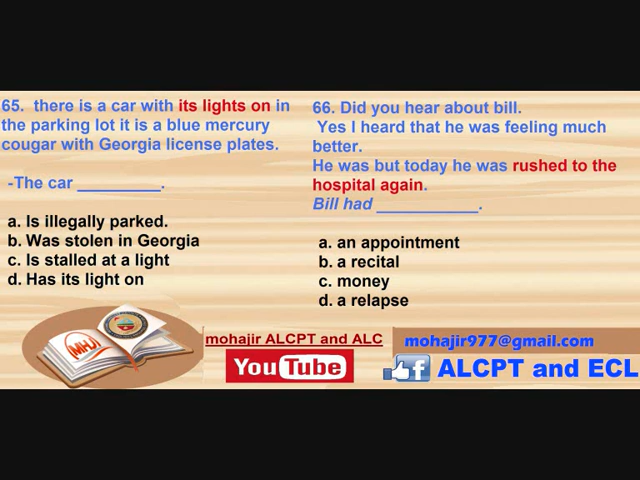 65.  there is a car with its lights on in
the parking lot it is a blue mercury
cougar with Georgia license plates.
-The car _________.
a. Is illegally parked.
b. Was stolen in Georgia
c. Is stalled at a light
d. Has its light on
66. Did you hear about bill.
Yes I heard that he was feeling much
better.
He was but today he was rushed to the
hospital again.
Bill had ___________.
a. an appointment
b. a recital
c. money
d. a relapse
MHJ
mohajir ALCPT and ALC
YouTube
mohajir977@gmail.com
f ALCPT and ECL